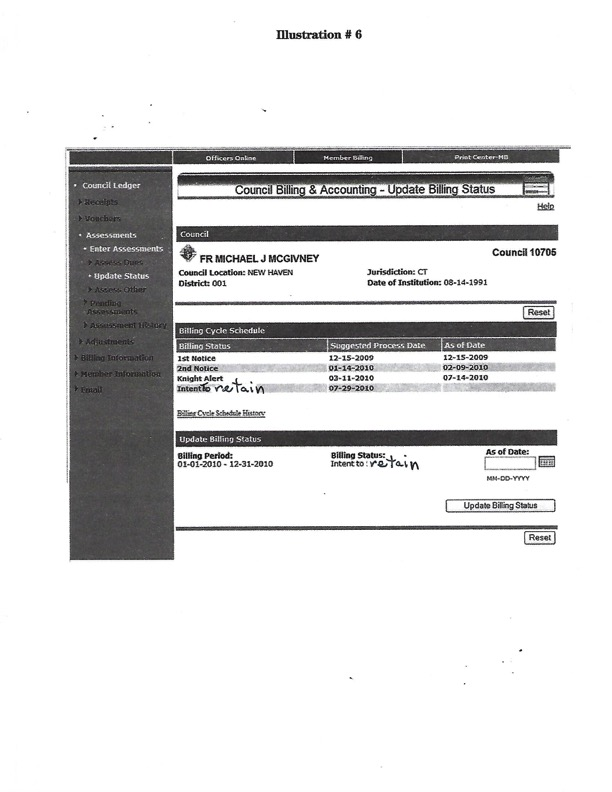 Illustration # 6
Officers Online Member Billing Print Center-MB
Council Ledger
Receipts
Vouchers
Assessments
Enter Assessments
Assess Dues
Update Status
Assess Other
Pending
Assessments
Assessment History
Adjustments
Billing Information
Member Information
Email
Council Billing & Accounting - Update Billing Status
Help
Council
FR MICHAEL J MCGIVNEY Council 10705
Council Location: NEW HAVEN Jurisdiction: CT
District: 001 Date of Institution: 08-14-1991
Reset
Billing Cycle Schedule
Billing Status Suggested Process Date As of Date
1st Notice 12-15-2009 12-15-2009
2nd Notice 01-14-2010 02-09-2010
Knight Alert 03-11-2010 07-14-2010
Intent to retain 07-29-2010
Billing Cycle Schedule History
Update Billing Status
Billing Period: Billing Status: As of Date:
01-01-2010 - 12-31-2010 Intent to : retain
MM-DD-YYYY
Update Billing Status
Reset